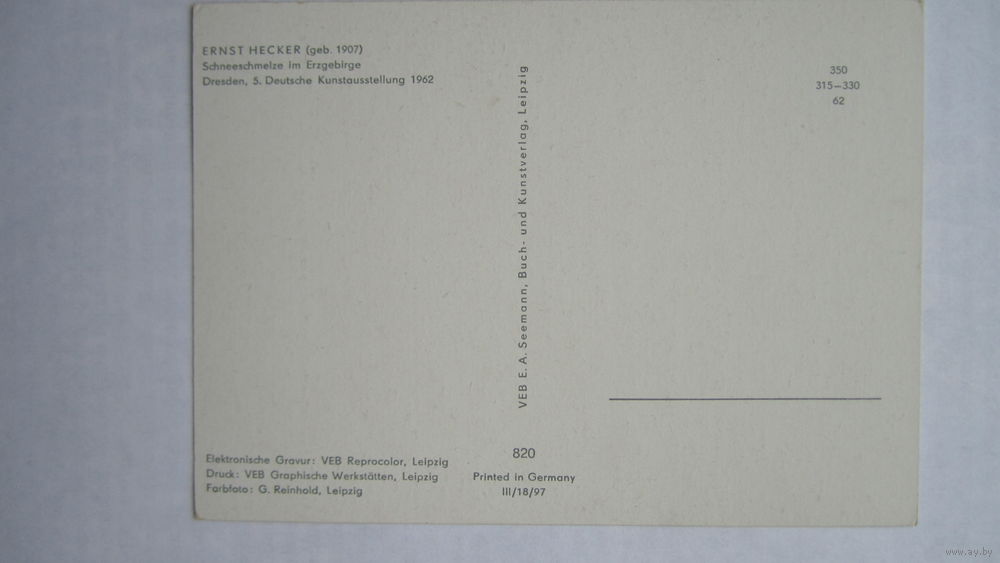 ERNST HECKER (geb. 1907)
Schneeschmelze im Erzgebirge
Dresden, 5. Deutsche Kunstausstellung 1962
350
315–330
62
VEB E. A. Seemann, Buch- und Kunstverlag, Leipzig
Elektronische Gravur: VEB Reprocolor, Leipzig
Druck: VEB Graphische Werkstätten, Leipzig
Farbfoto: G. Reinhold, Leipzig
820
Printed in Germany
III/18/97
www.ay.by